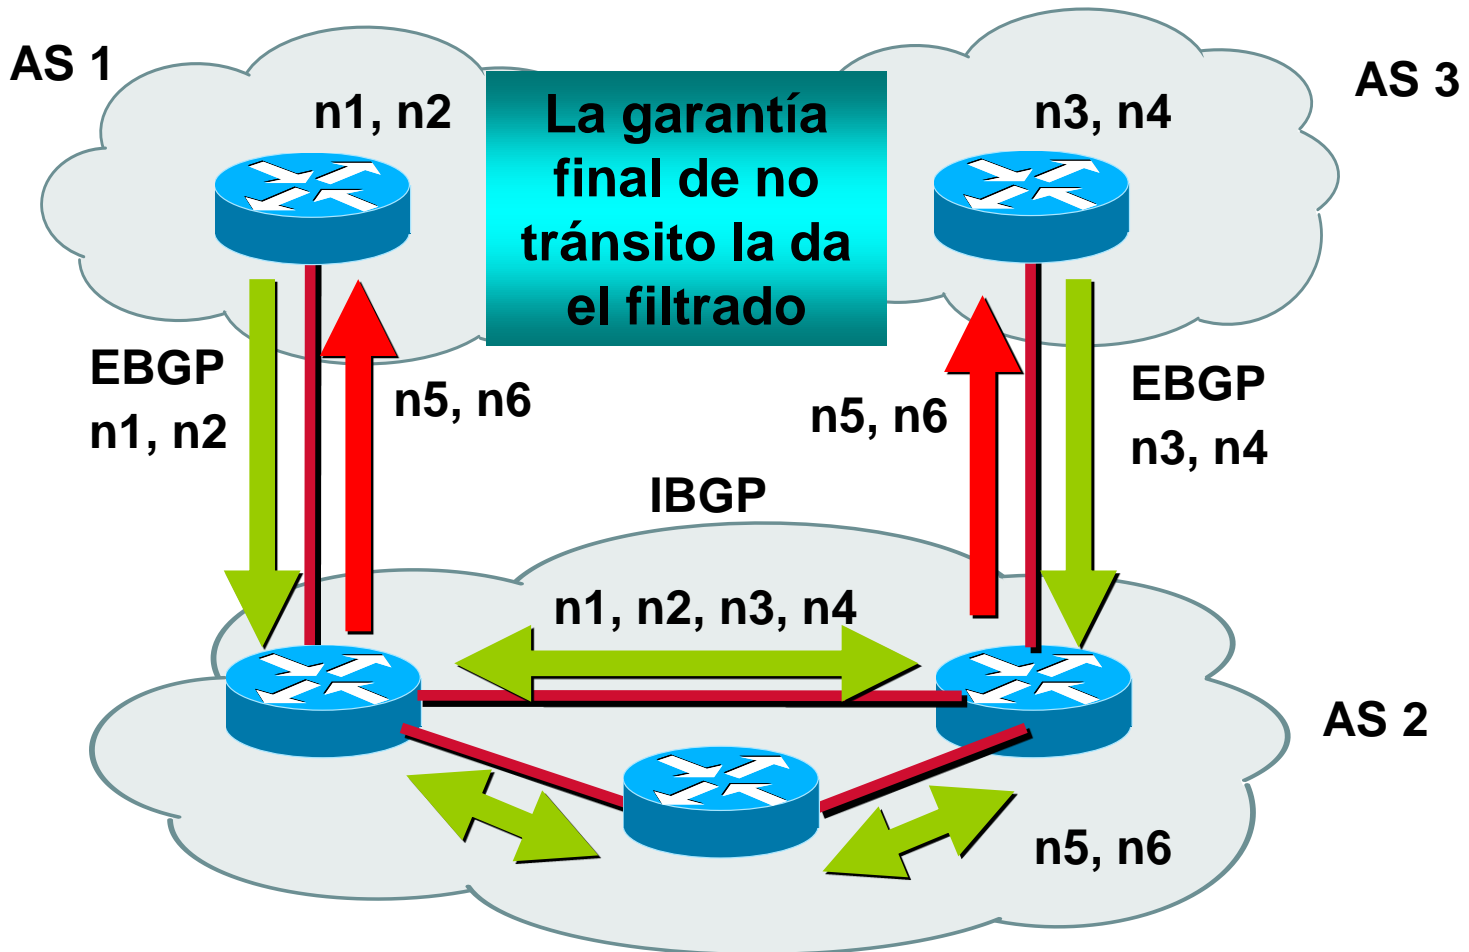 AS 1
AS 3
n1, n2
n3, n4
La garantía
final de no
tránsito la da
el filtrado
EBGP
n1, n2
n5, n6
n5, n6
EBGP
n3, n4
IBGP
n1, n2, n3, n4
AS 2
n5, n6